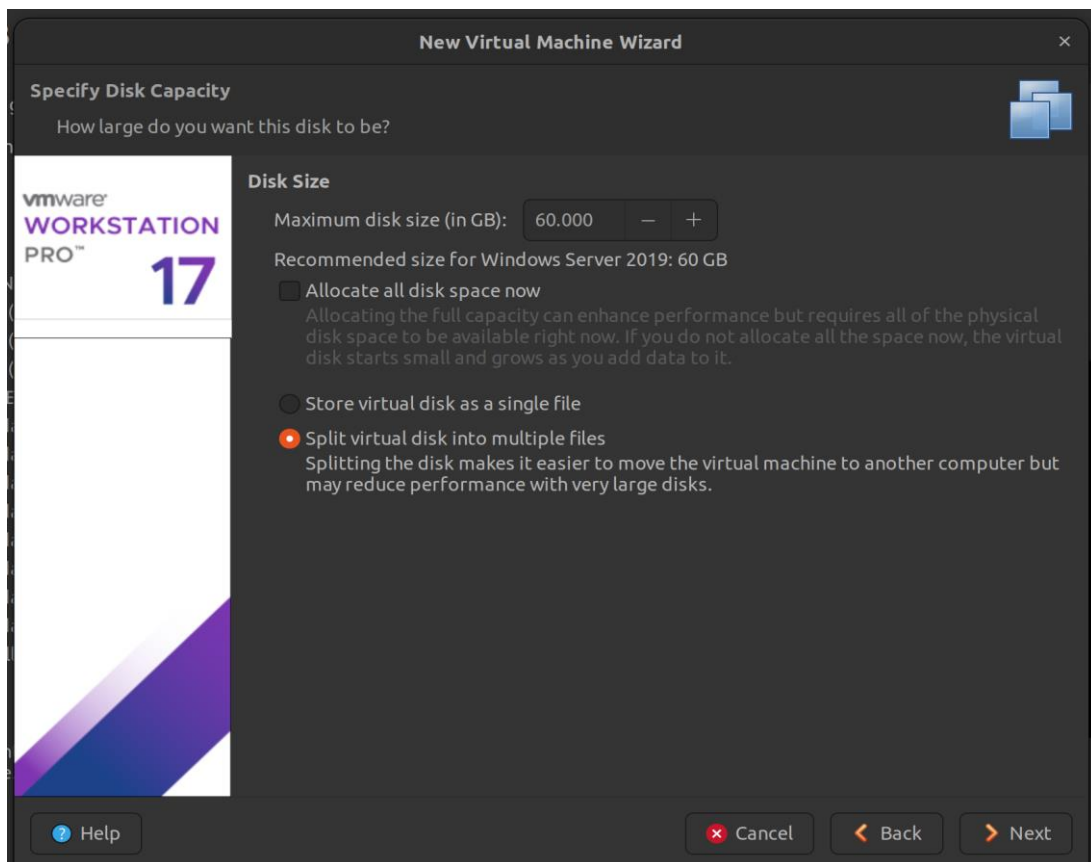 New Virtual Machine Wizard
×
Specify Disk Capacity
How large do you want this disk to be?
vmware®
WORKSTATION
PRO™
17
Disk Size
Maximum disk size (in GB): 60.000 − +
Recommended size for Windows Server 2019: 60 GB
Allocate all disk space now
Allocating the full capacity can enhance performance but requires all of the physical
disk space to be available right now. If you do not allocate all the space now, the virtual
disk starts small and grows as you add data to it.
Store virtual disk as a single file
Split virtual disk into multiple files
Splitting the disk makes it easier to move the virtual machine to another computer but
may reduce performance with very large disks.
? Help
Cancel
Back
Next